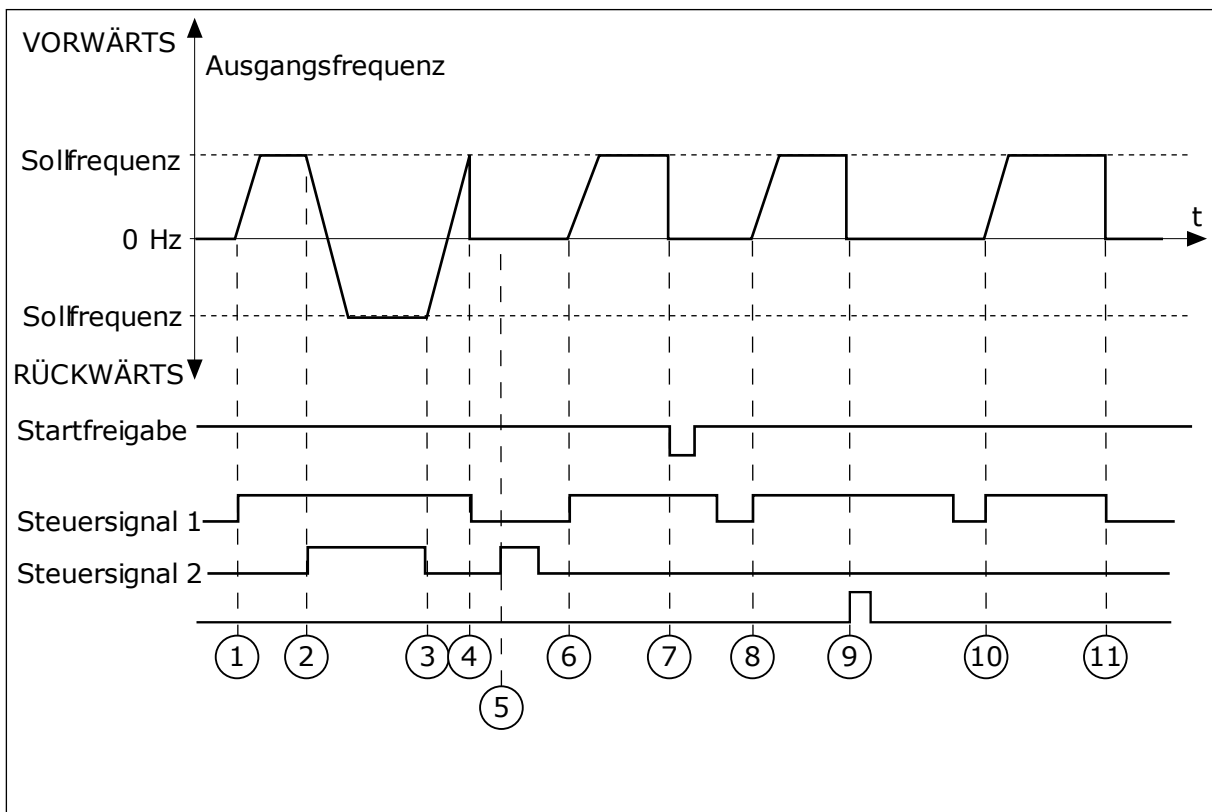 VORWÄRTS
Ausgangsfrequenz
Sollfrequenz
t
0 Hz
Sollfrequenz
RÜCKWÄRTS
Startfreigabe
Steuersignal 1
Steuersignal 2
1 2 3 4 6 7 8 9 10 11
5